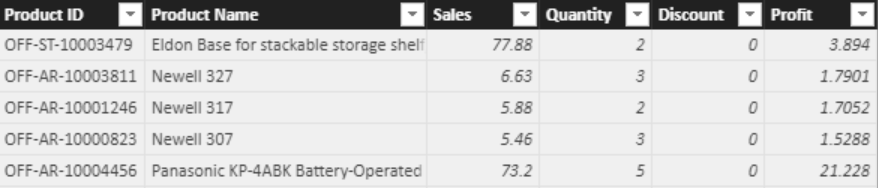 Product ID Product Name Sales Quantity Discount Profit
OFF-ST-10003479 Eldon Base for stackable storage shelf 77.88 2 0 3.894
OFF-AR-10003811 Newell 327 6.63 3 0 1.7901
OFF-AR-10001246 Newell 317 5.88 2 0 1.7052
OFF-AR-10000823 Newell 307 5.46 3 0 1.5288
OFF-AR-10004456 Panasonic KP-4ABK Battery-Operated 73.2 5 0 21.228